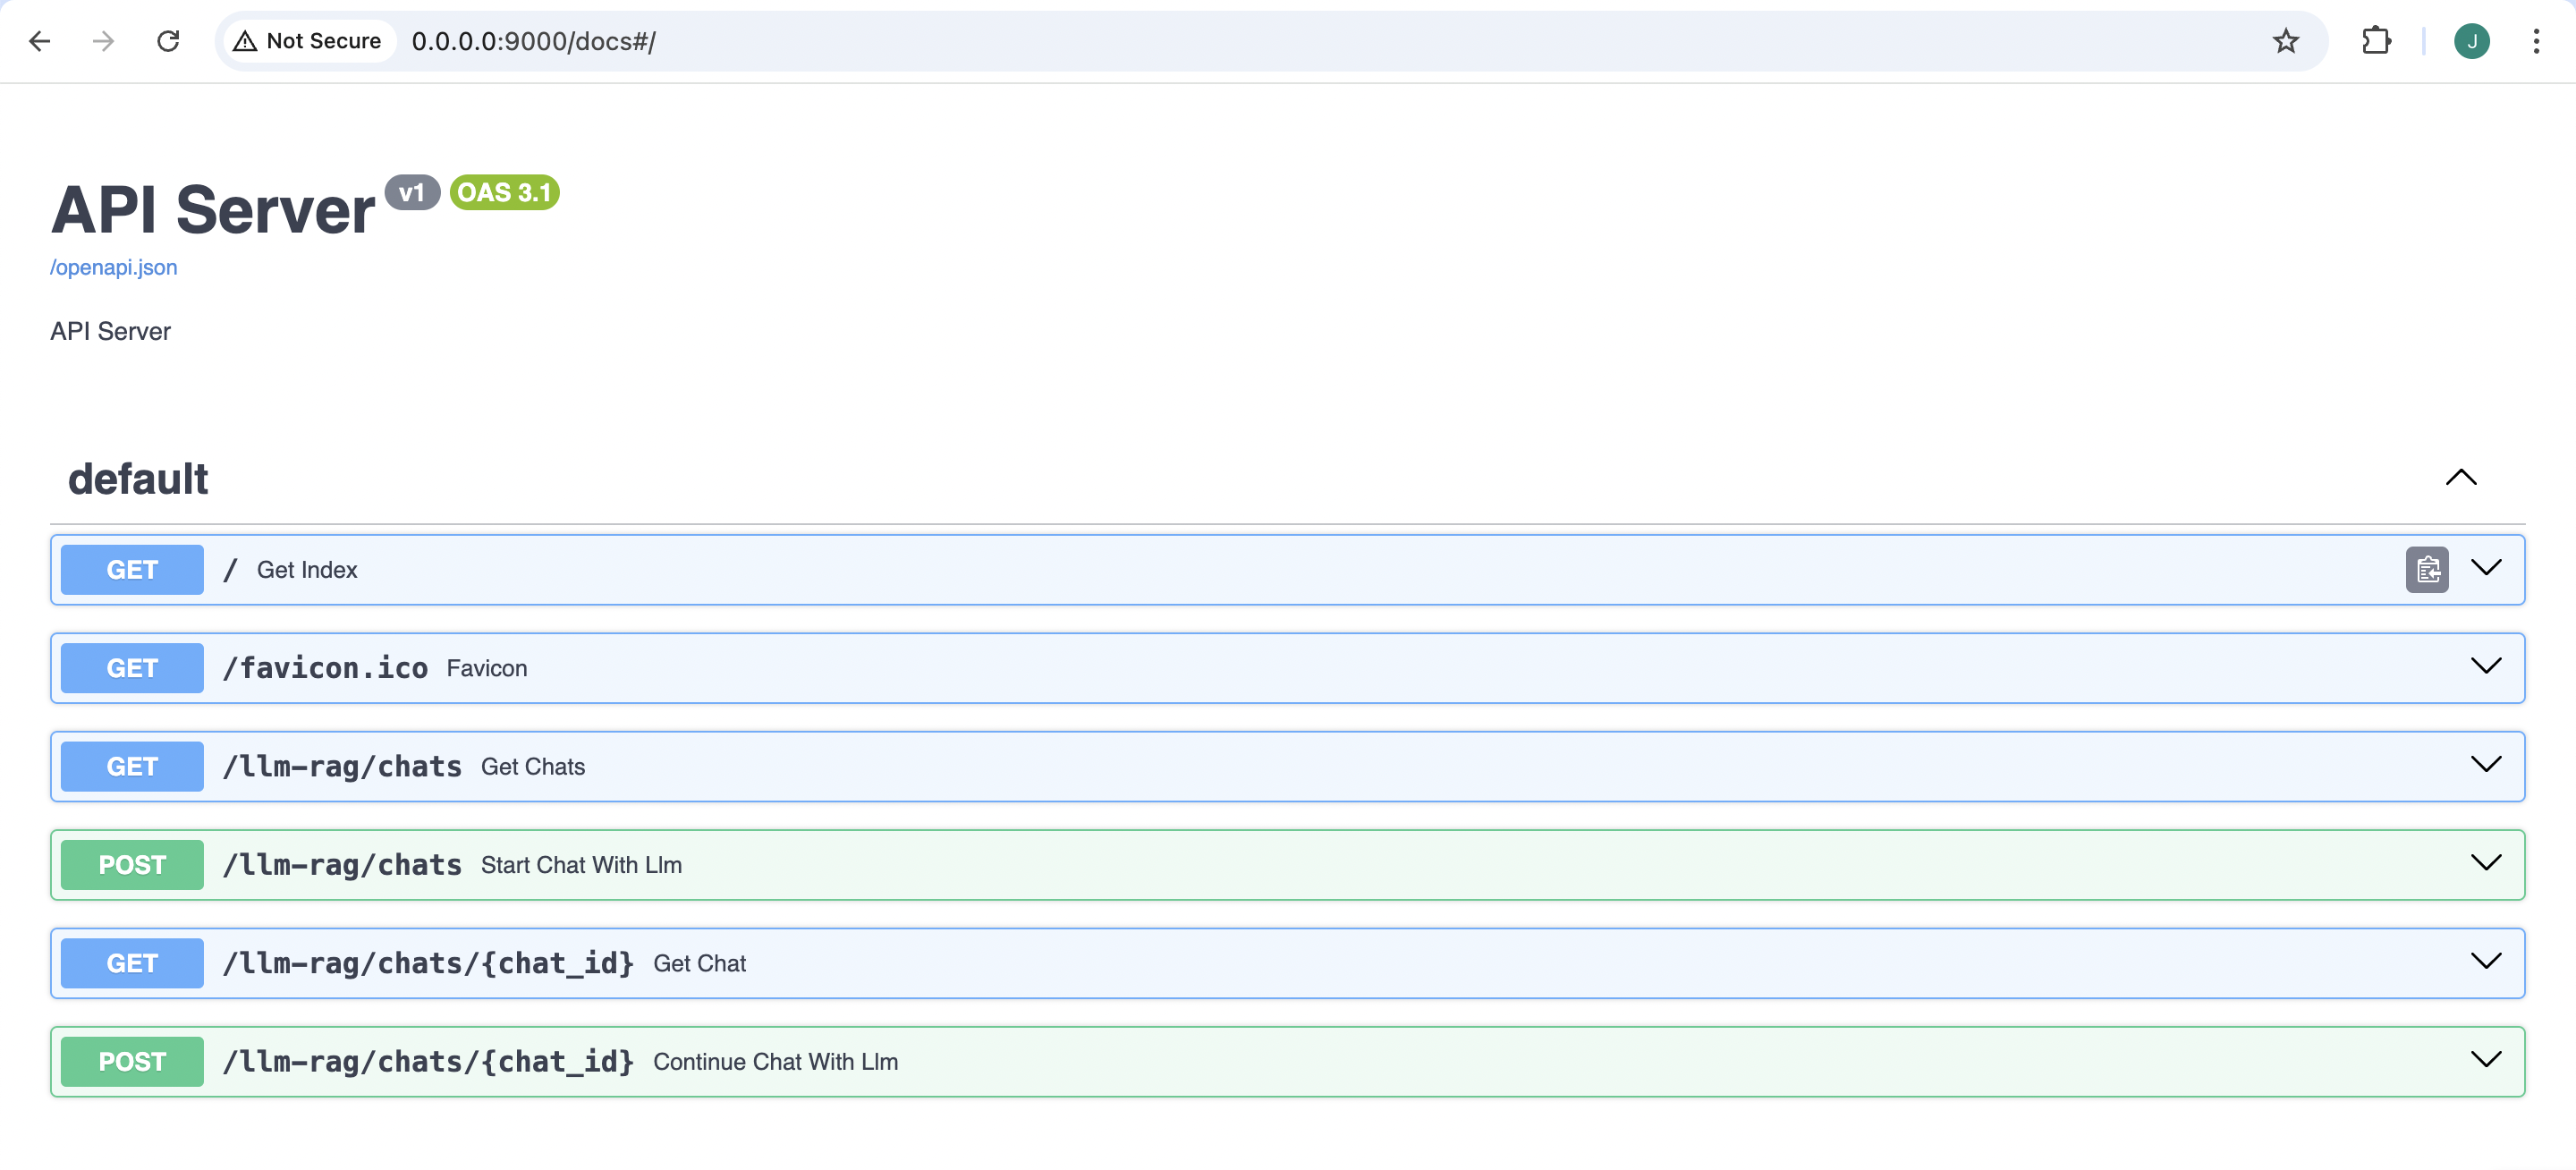 Not Secure 0.0.0.0:9000/docs#/ J
API Server v1 OAS 3.1
/openapi.json
API Server
default
GET / Get Index
GET /favicon.ico Favicon
GET /llm-rag/chats Get Chats
POST /llm-rag/chats Start Chat With Llm
GET /llm-rag/chats/{chat_id} Get Chat
POST /llm-rag/chats/{chat_id} Continue Chat With Llm